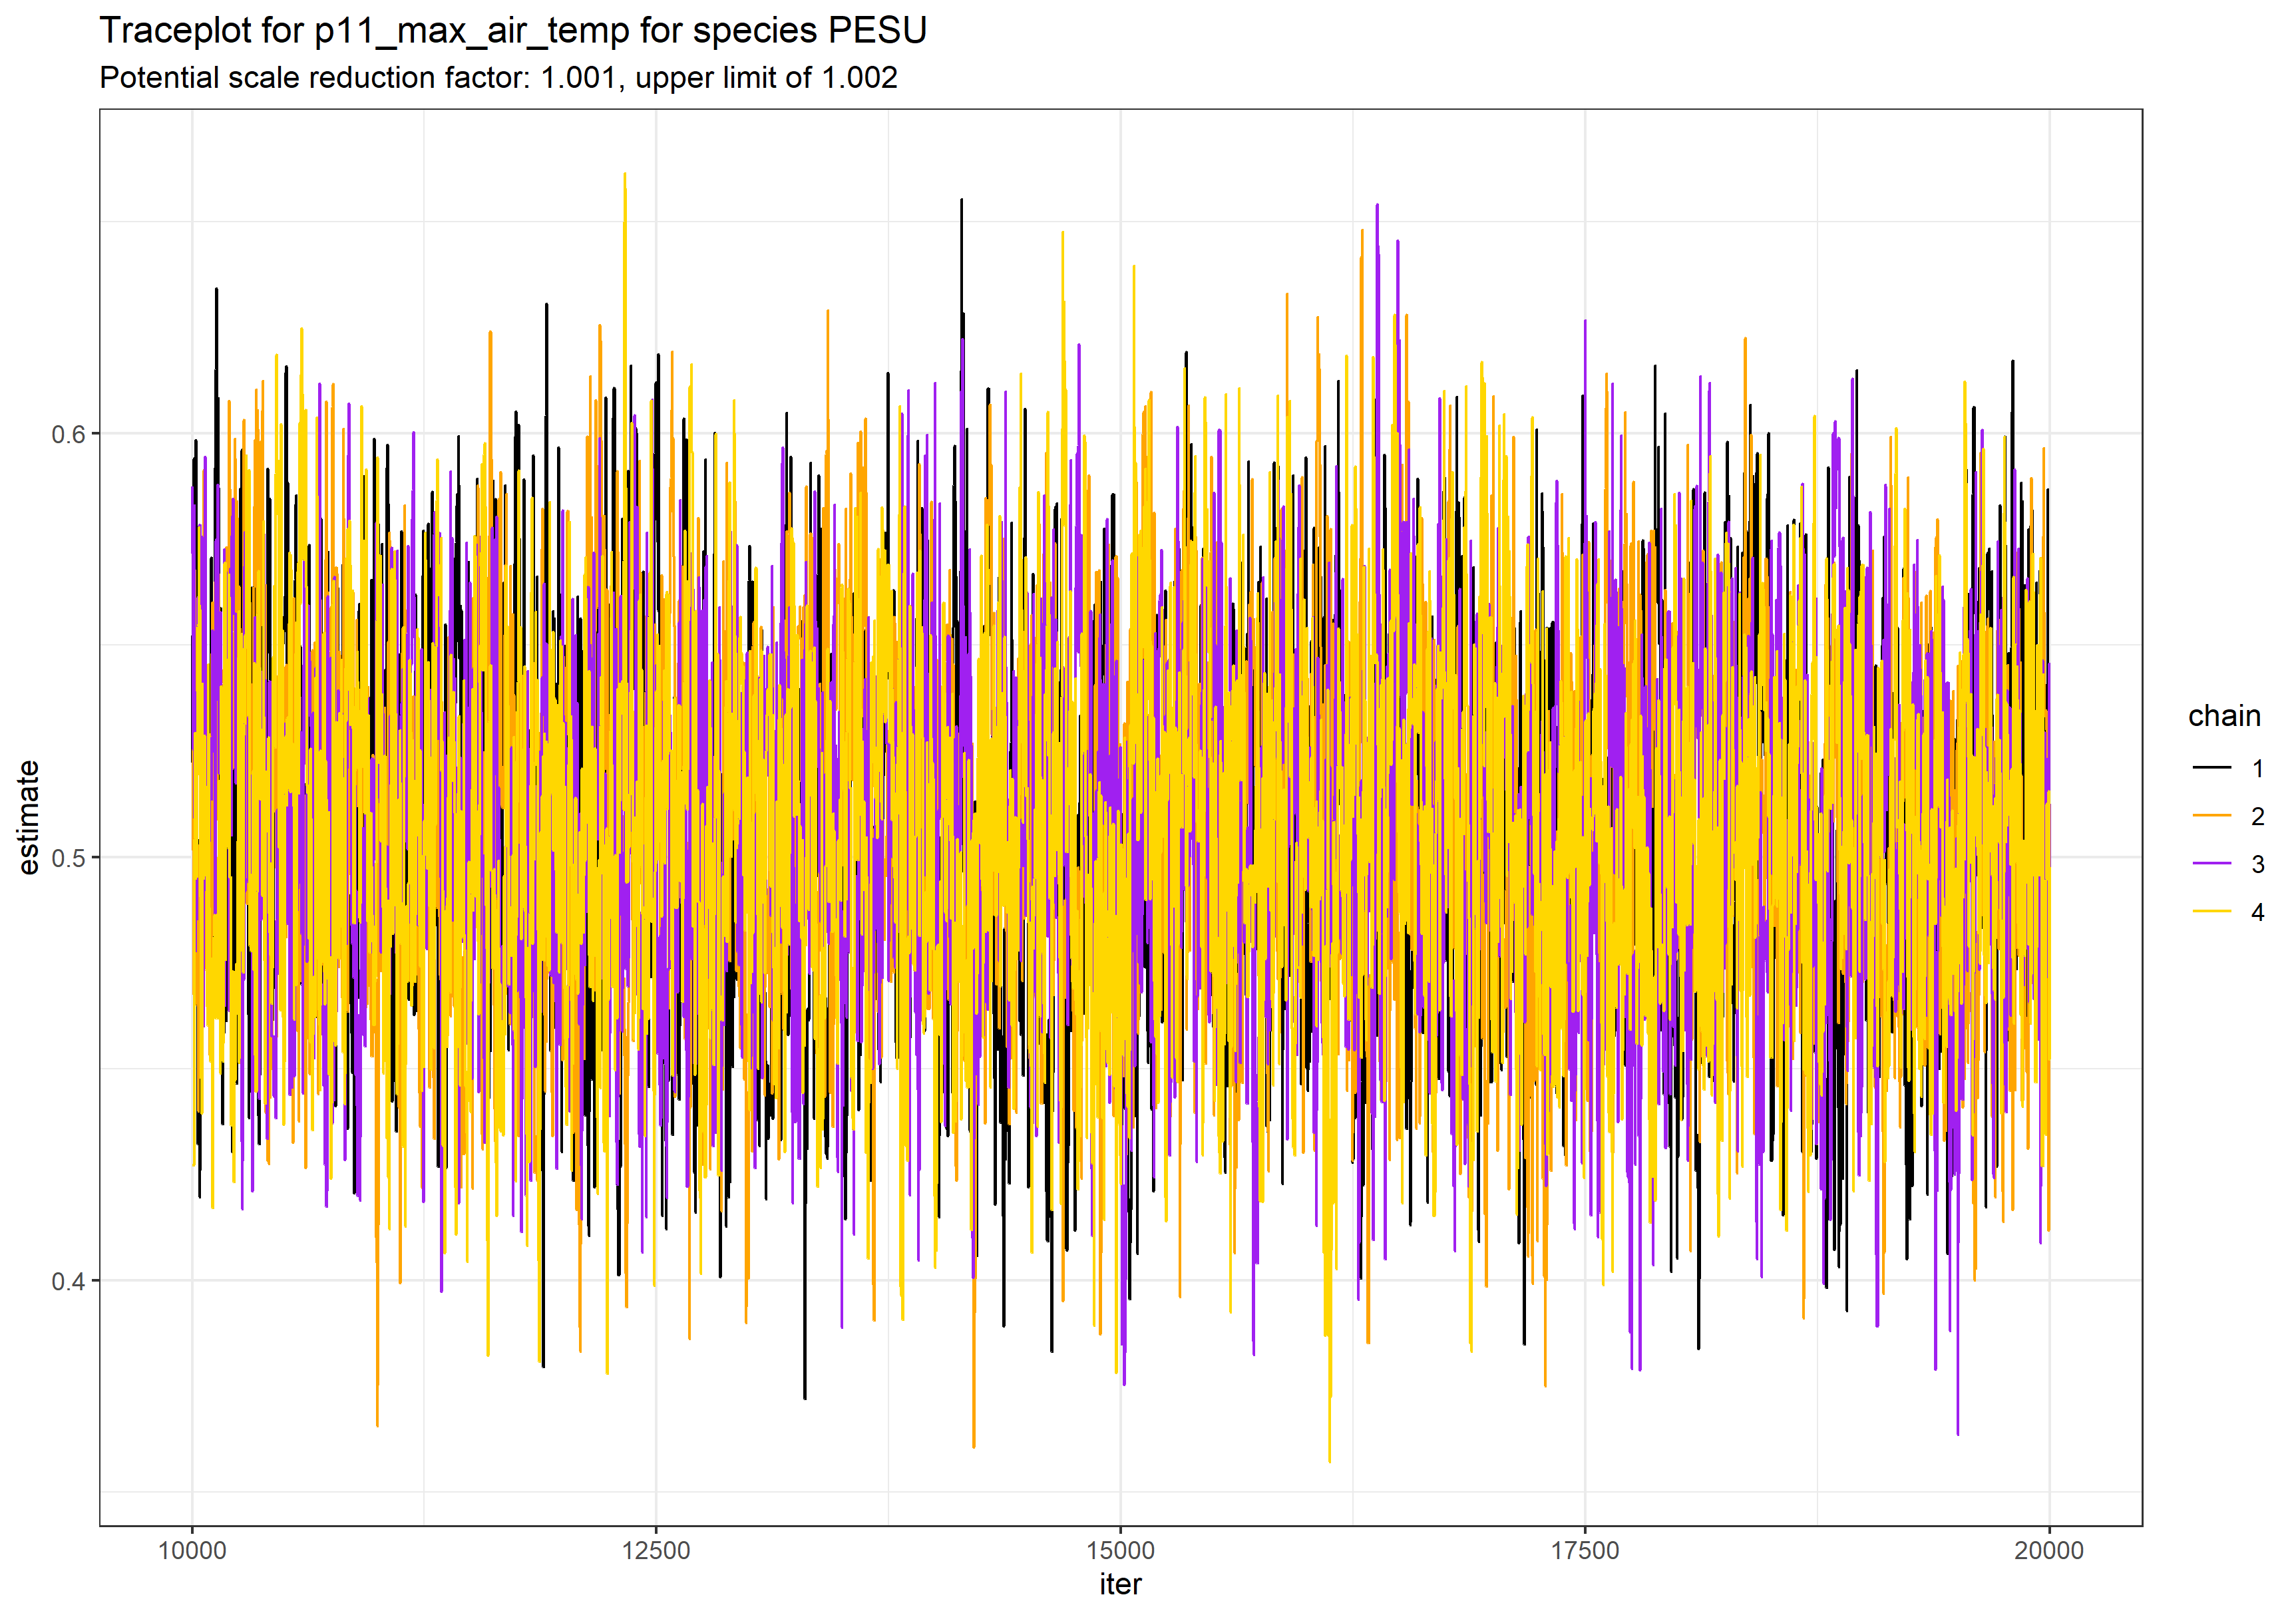 Traceplot for p11_max_air_temp for species PESU
Potential scale reduction factor: 1.001, upper limit of 1.002
0.6
0.5
0.4
estimate
10000 12500 15000 17500 20000
iter
chain
1
2
3
4